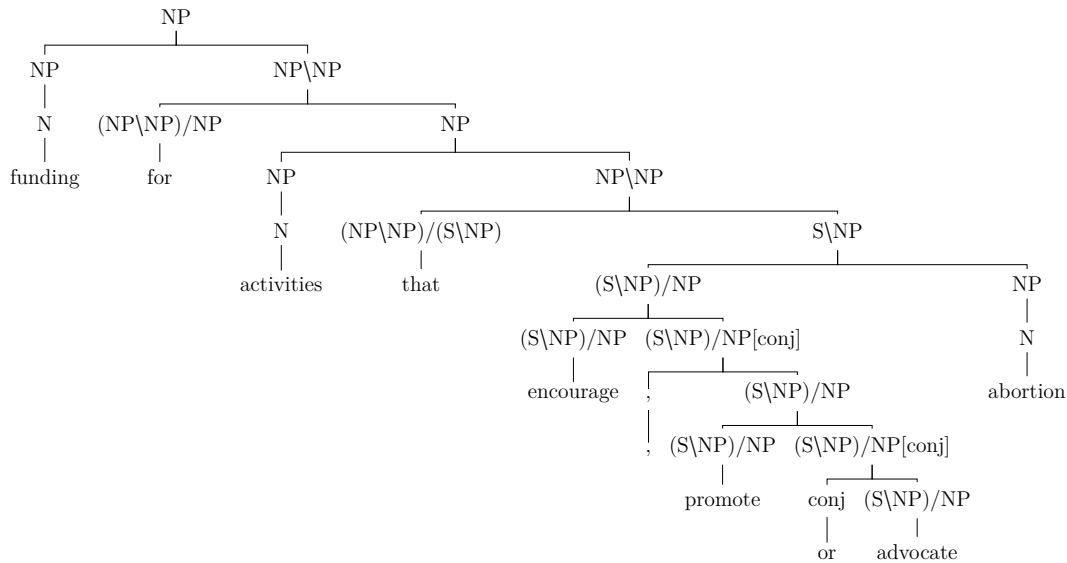 NP
NP NP\NP
N (NP\NP)/NP NP
funding for NP NP\NP
N (NP\NP)/(S\NP) S\NP
activities that (S\NP)/NP NP
(S\NP)/NP (S\NP)/NP[conj] N
encourage , (S\NP)/NP abortion
, (S\NP)/NP (S\NP)/NP[conj]
promote conj (S\NP)/NP
or advocate